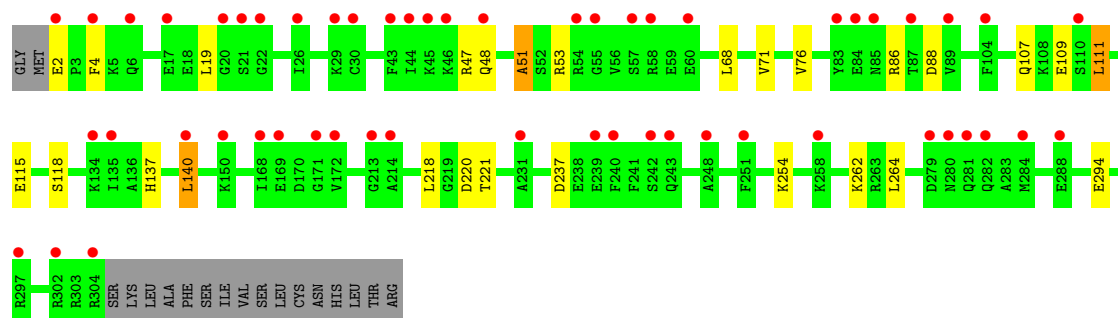 GLY MET E2 P3 F4 K5 Q6 E17 E18 L19 G20 S21 G22 I26 K29 C30 F43 I44 K45 K46 R47 Q48 A51 S52 R53 R54 G55 V56 S57 R58 E59 E60 L68 V71 V76 Y83 E84 N85 R86 T87 D88 V89 F104 Q107 K108 E109 S110 L111
E115 S118 K134 I135 A136 H137 L140 K150 I168 E169 D170 G171 V172 G213 A214 L218 G219 D220 T221 A231 D237 E238 E239 F240 F241 S242 Q243 A248 F251 K254 K258 K262 R263 L264 D279 N280 Q281 Q282 A283 M284 E288 E294
R297 R302 R303 R304 SER LYS LEU ALA PHE SER ILE VAL SER LEU CYS ASN HIS LEU THR ARG